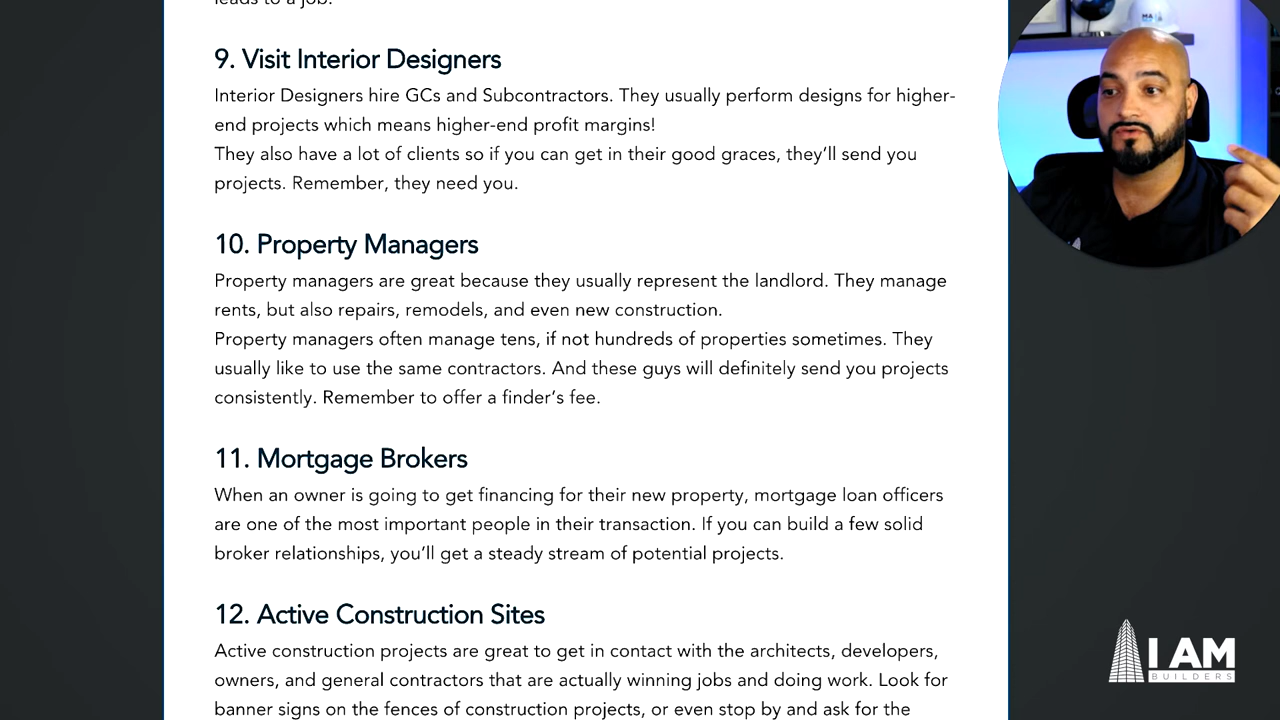 leads to a job.
9. Visit Interior Designers
Interior Designers hire GCs and Subcontractors. They usually perform designs for higher-
end projects which means higher-end profit margins!
They also have a lot of clients so if you can get in their good graces, they’ll send you
projects. Remember, they need you.
10. Property Managers
Property managers are great because they usually represent the landlord. They manage
rents, but also repairs, remodels, and even new construction.
Property managers often manage tens, if not hundreds of properties sometimes. They
usually like to use the same contractors. And these guys will definitely send you projects
consistently. Remember to offer a finder’s fee.
11. Mortgage Brokers
When an owner is going to get financing for their new property, mortgage loan officers
are one of the most important people in their transaction. If you can build a few solid
broker relationships, you’ll get a steady stream of potential projects.
12. Active Construction Sites
Active construction projects are great to get in contact with the architects, developers,
owners, and general contractors that are actually winning jobs and doing work. Look for
banner signs on the fences of construction projects, or even stop by and ask for the
I AM
BUILDERS